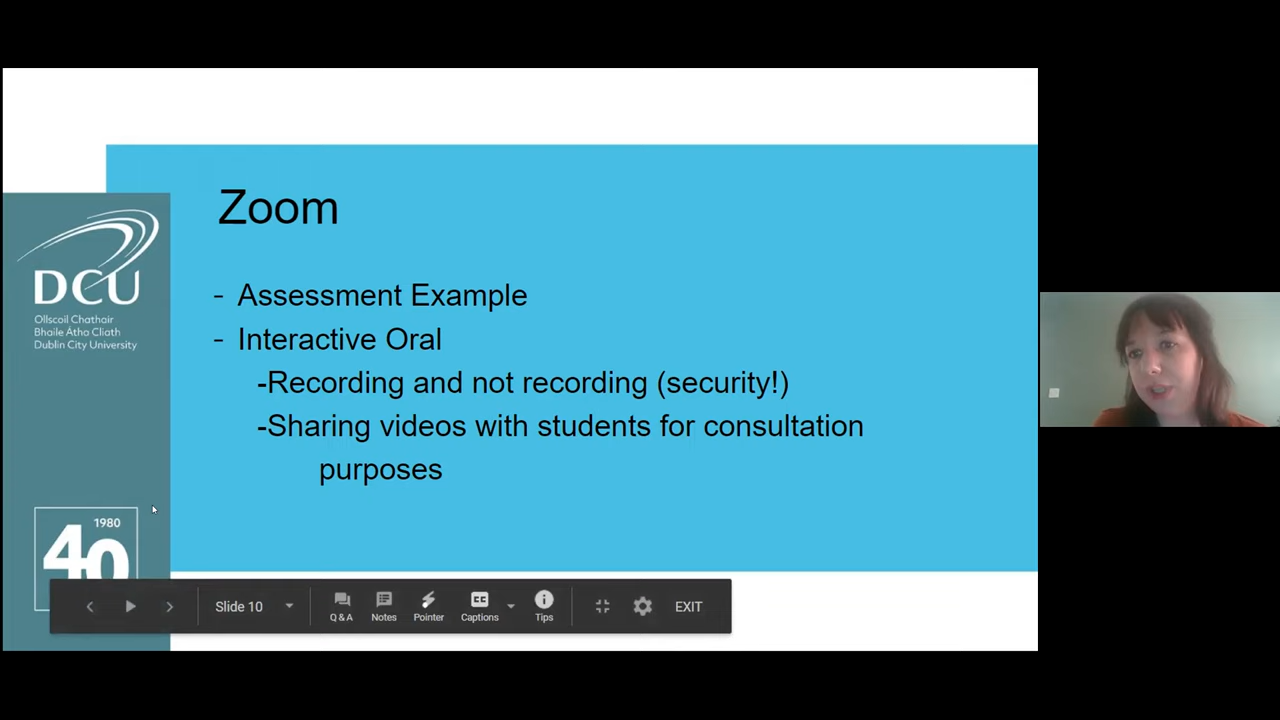 Zoom
- Assessment Example
- Interactive Oral
-Recording and not recording (security!)
-Sharing videos with students for consultation
purposes
DCU
Ollscoil Chathair
Bhaile Átha Cliath
Dublin City University
1980
40
Slide 10
Q & A
Notes
Pointer
CC
Captions
Tips
EXIT